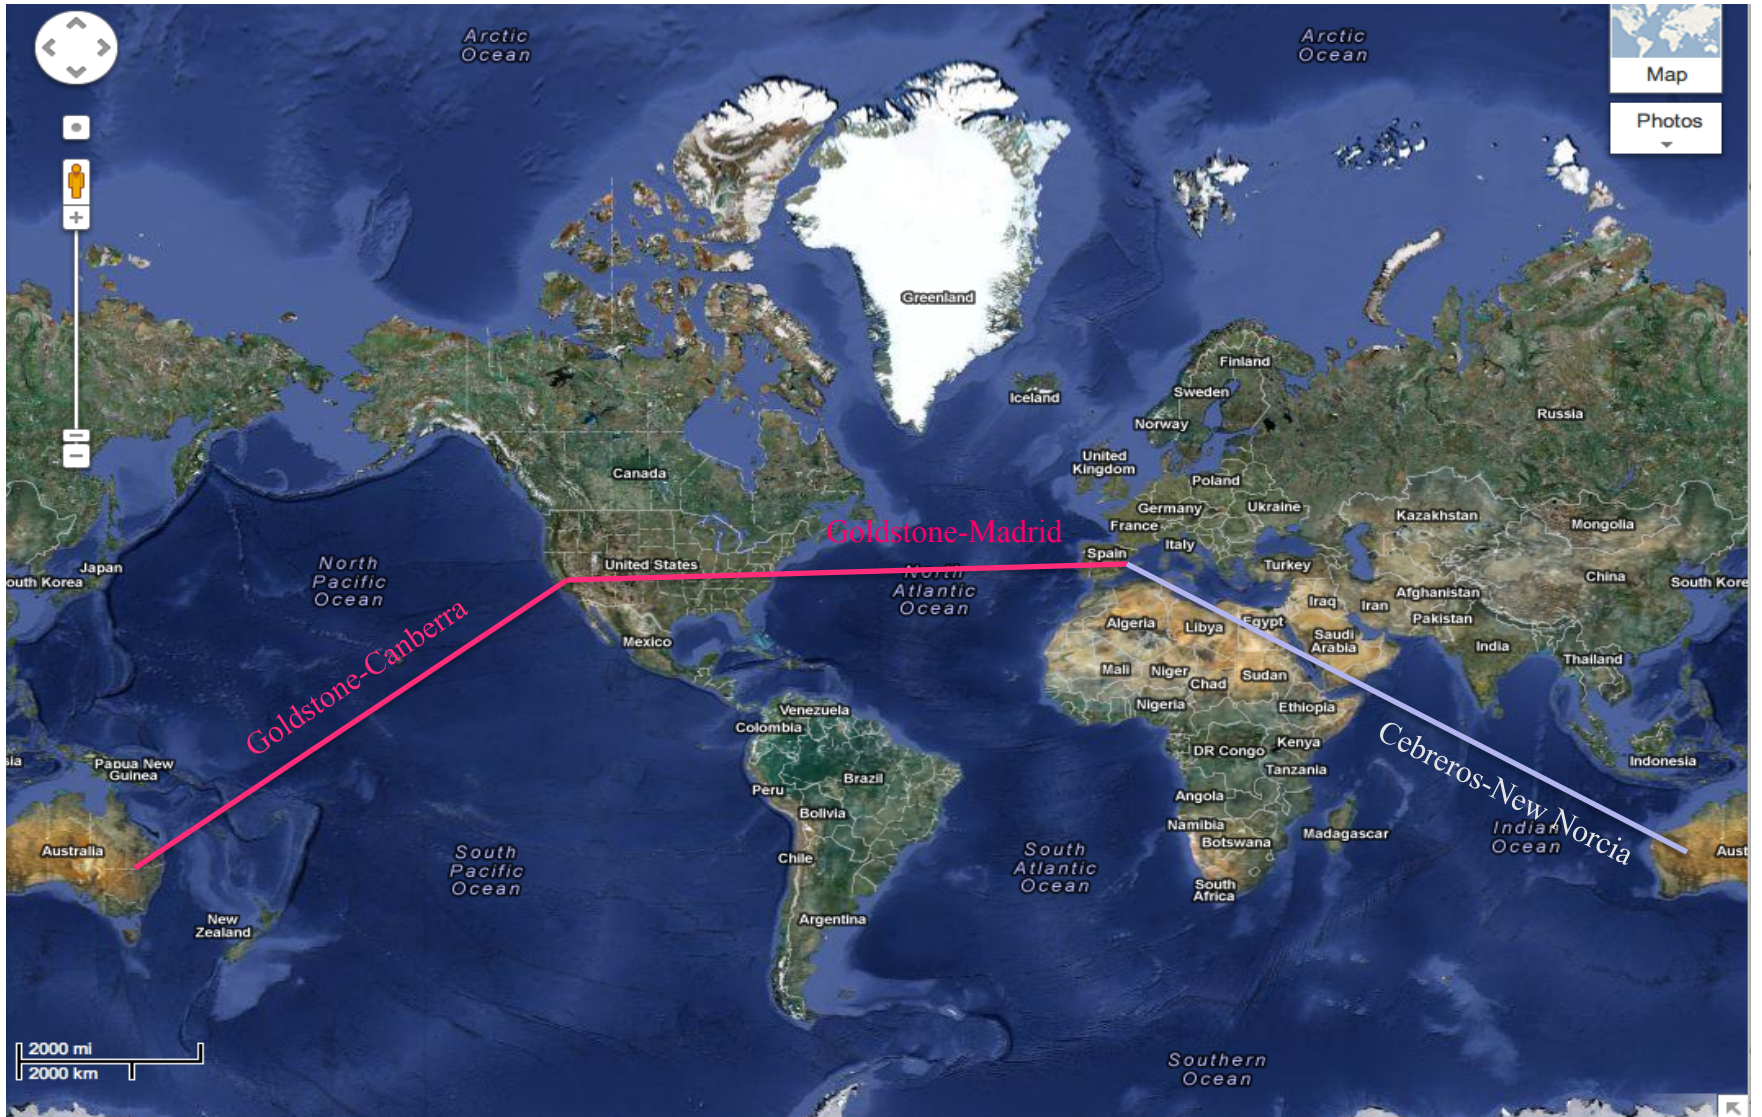 Arctic
Ocean
Arctic
Ocean
Map
Photos
Greenland
Finland
Iceland
Sweden
Norway
Russia
United
Kingdom
Canada
Poland
Germany
Ukraine
Kazakhstan
Mongolia
France
Goldstone-Madrid
Italy
Spain
North
Pacific
Ocean
Japan
outh Korea
United States
Turkey
China
South Kore
North
Atlantic
Ocean
Afghanistan
Iraq
Iran
Pakistan
Algeria
Libya
Egypt
Saudi
Arabia
India
Thailand
Goldstone-Canberra
Mexico
Mali
Niger
Chad
Sudan
Nigeria
Ethiopia
Venezuela
Colombia
Cebreros-New Norcia
DR Congo
Kenya
Tanzania
Indonesia
sia
Papua New
Guinea
Peru
Brazil
Bolivia
Angola
Namibia
Botswana
Madagascar
Indian
Ocean
Australia
Aust
South
Pacific
Ocean
Chile
South
Atlantic
Ocean
South
Africa
New
Zealand
Argentina
2000 mi
2000 km
Southern
Ocean